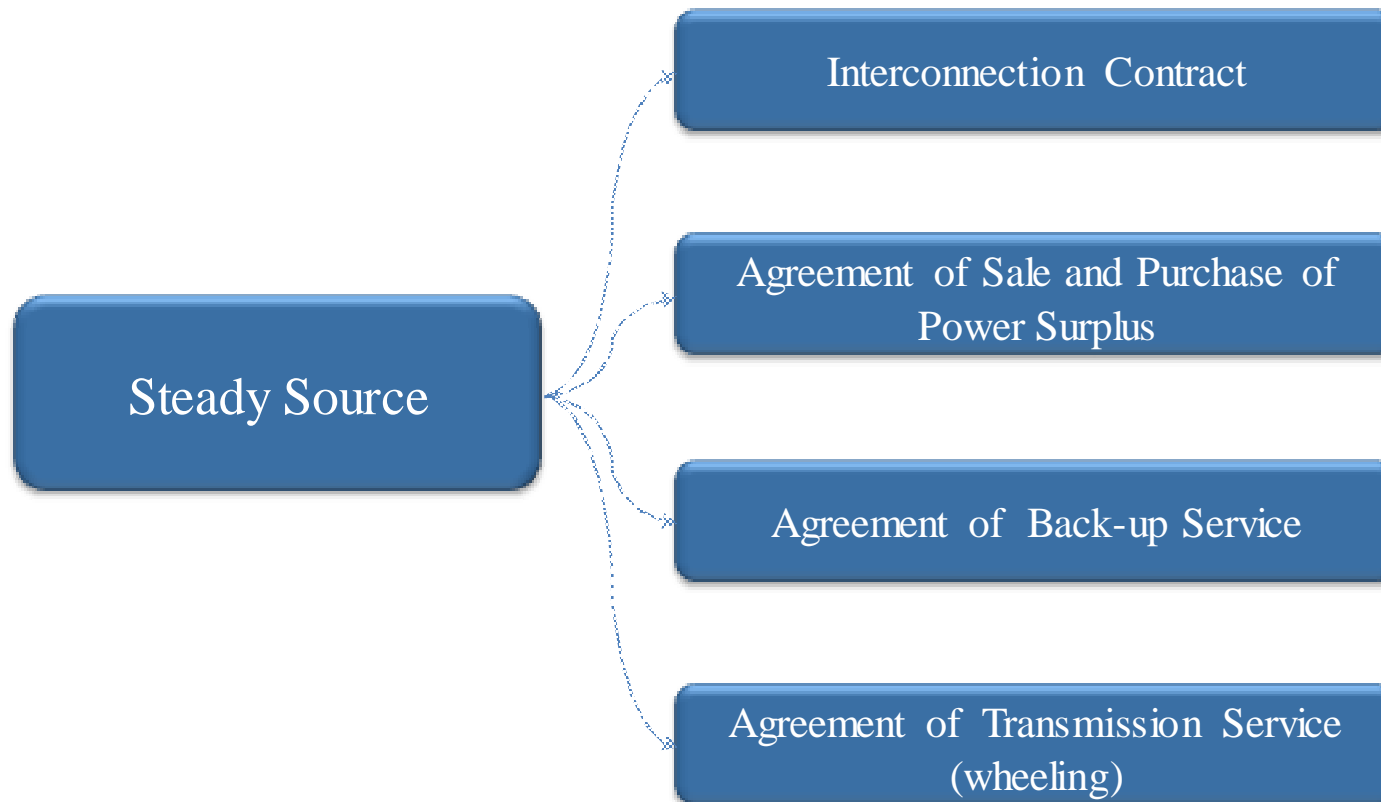 Interconnection Contract
Agreement of Sale and Purchase of
Power Surplus
Steady Source
Agreement of Back-up Service
Agreement of Transmission Service
(wheeling)